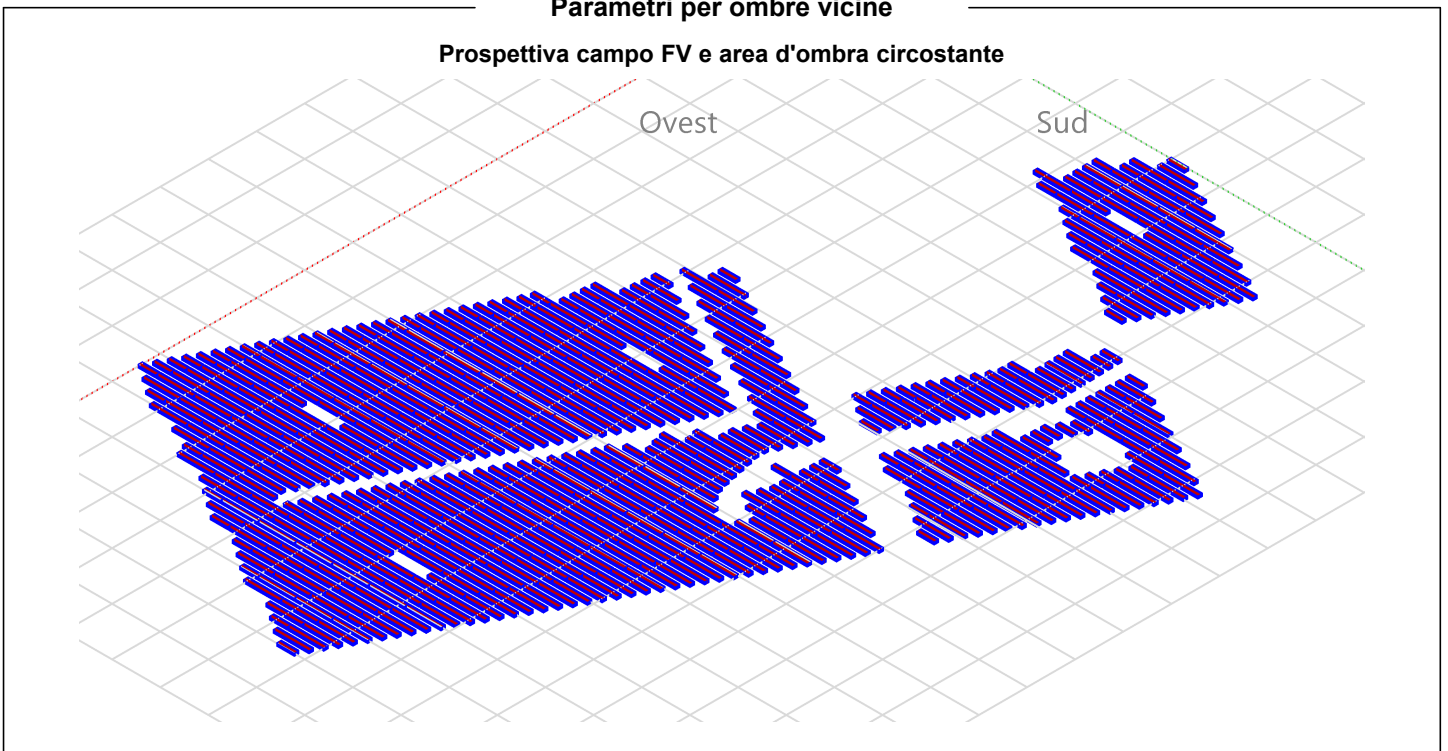 Parametri per ombre vicine
Prospettiva campo FV e area d'ombra circostante
Ovest
Sud